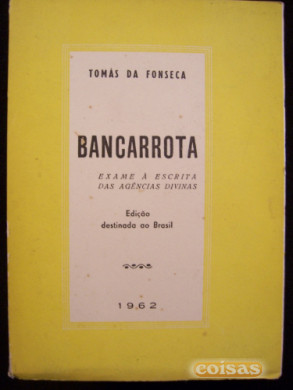 TOMÁS DA FONSECA
BANCARROTA
EXAME À ESCRITA
DAS AGÊNCIAS DIVINAS
Edição
destinada ao Brasil
1962
coisas